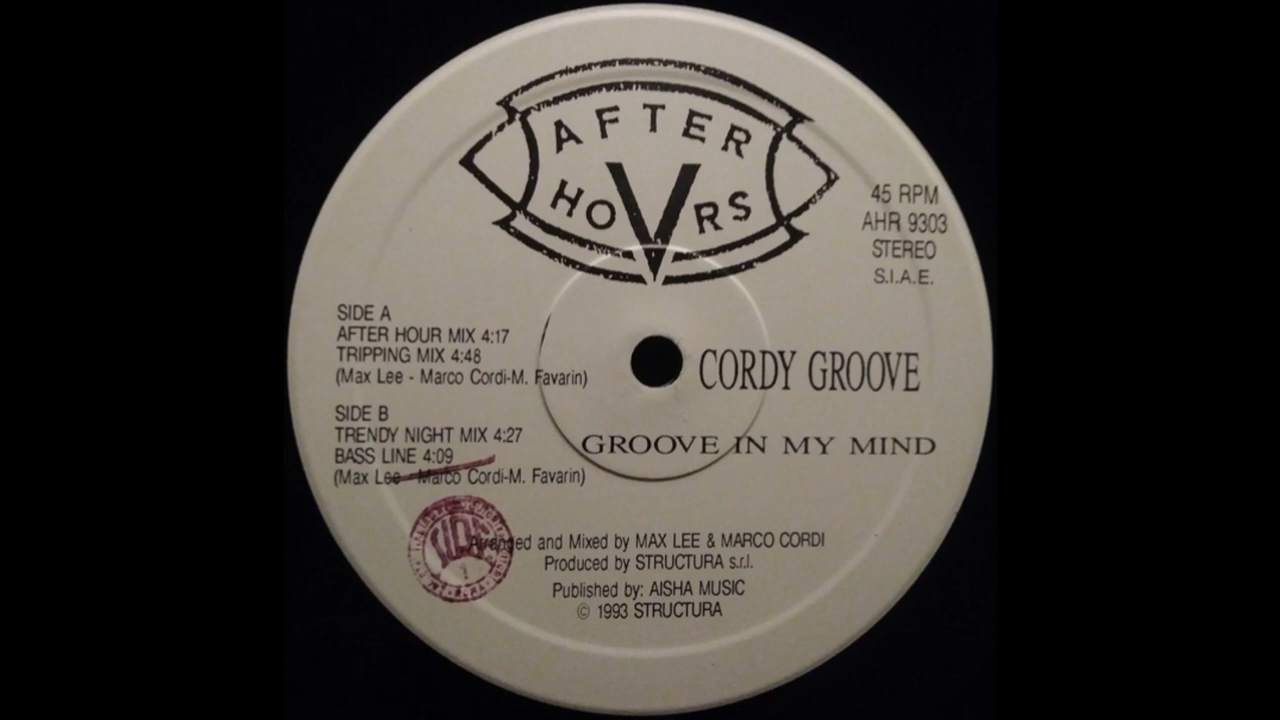 AFTER
HOVRS
45 RPM
AHR 9303
STEREO
S.I.A.E.
SIDE A
AFTER HOUR MIX 4:17
TRIPPING MIX 4:48
(Max Lee - Marco Cordi-M. Favarin)
CORDY GROOVE
SIDE B
TRENDY NIGHT MIX 4:27
BASS LINE 4:09
(Max Lee - Marco Cordi-M. Favarin)
GROOVE IN MY MIND
SIAE
Arranged and Mixed by MAX LEE & MARCO CORDI
Produced by STRUCTURA s.r.l.
Published by: AISHA MUSIC
© 1993 STRUCTURA